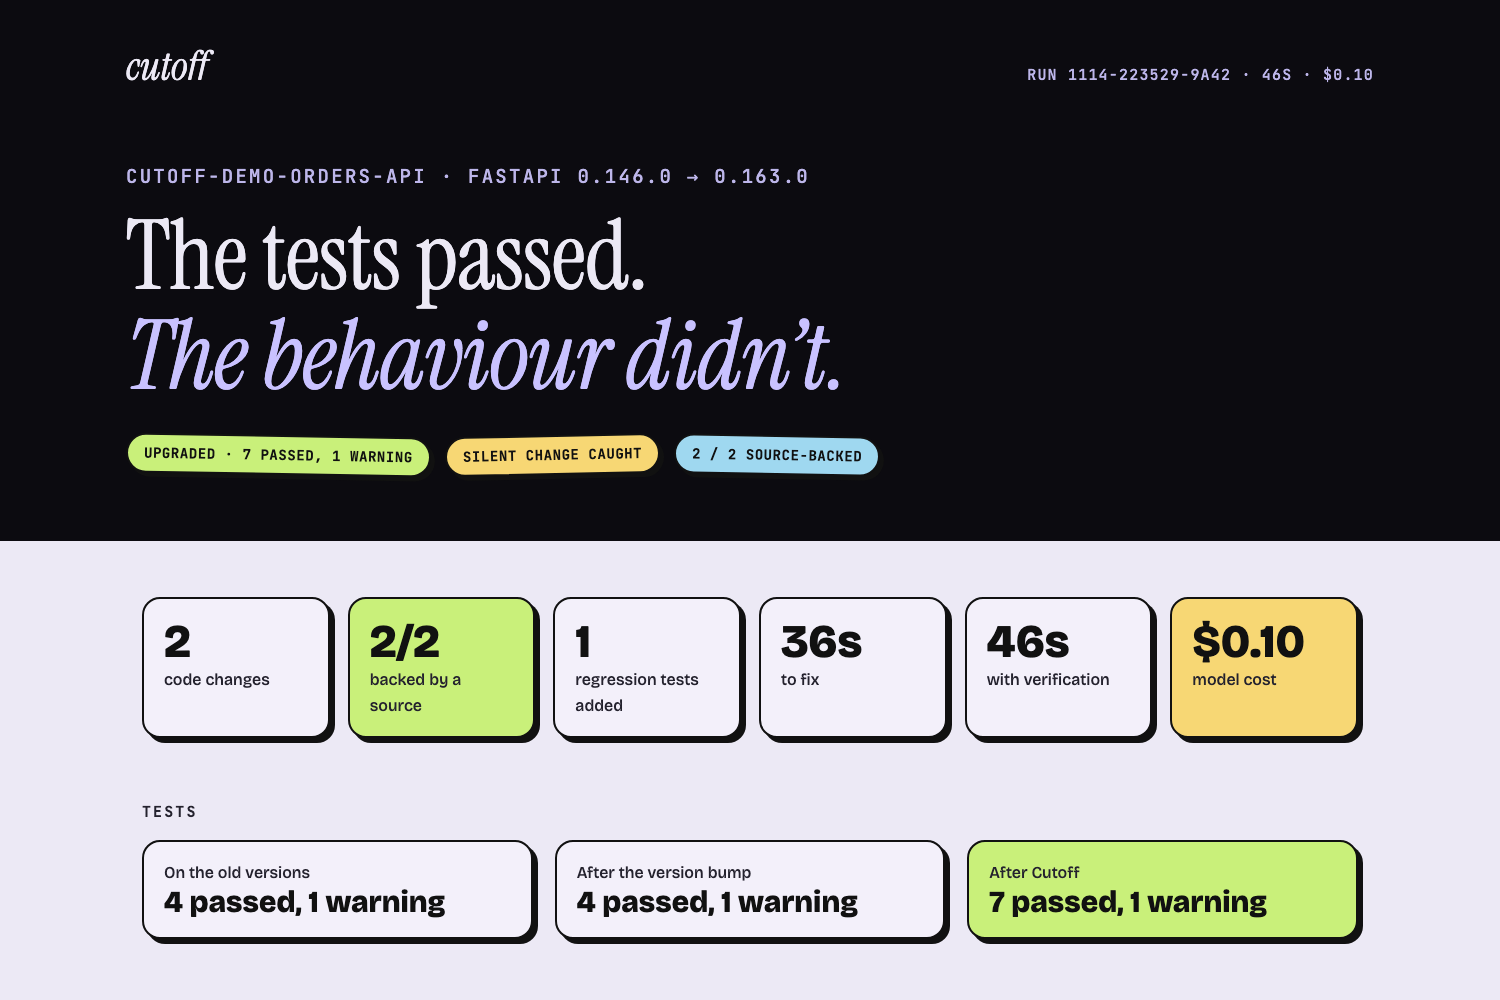 cutoff
RUN 1114-223529-9A42 · 46S · $0.10
CUTOFF-DEMO-ORDERS-API · FASTAPI 0.146.0 → 0.163.0
The tests passed.
The behaviour didn’t.
UPGRADED · 7 PASSED, 1 WARNING
SILENT CHANGE CAUGHT
2 / 2 SOURCE-BACKED
2
code changes
2/2
backed by a
source
1
regression tests
added
36s
to fix
46s
with verification
$0.10
model cost
TESTS
On the old versions
4 passed, 1 warning
After the version bump
4 passed, 1 warning
After Cutoff
7 passed, 1 warning